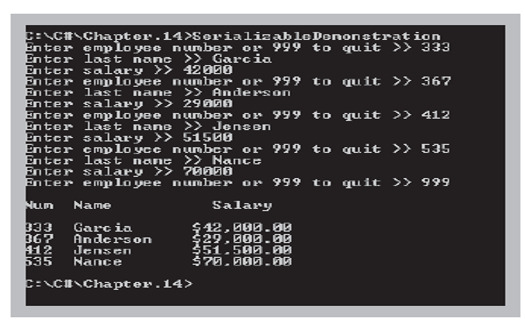 C:\C#\Chapter.14>SerializableDemonstration
Enter employee number or 999 to quit >> 333
Enter last name >> Garcia
Enter salary >> 42000
Enter employee number or 999 to quit >> 367
Enter last name >> Anderson
Enter salary >> 29000
Enter employee number or 999 to quit >> 412
Enter last name >> Jensen
Enter salary >> 51500
Enter employee number or 999 to quit >> 535
Enter last name >> Nance
Enter salary >> 70000
Enter employee number or 999 to quit >> 999
Num Name Salary
333 Garcia $42,000.00
367 Anderson $29,000.00
412 Jensen $51,500.00
535 Nance $70,000.00
C:\C#\Chapter.14>